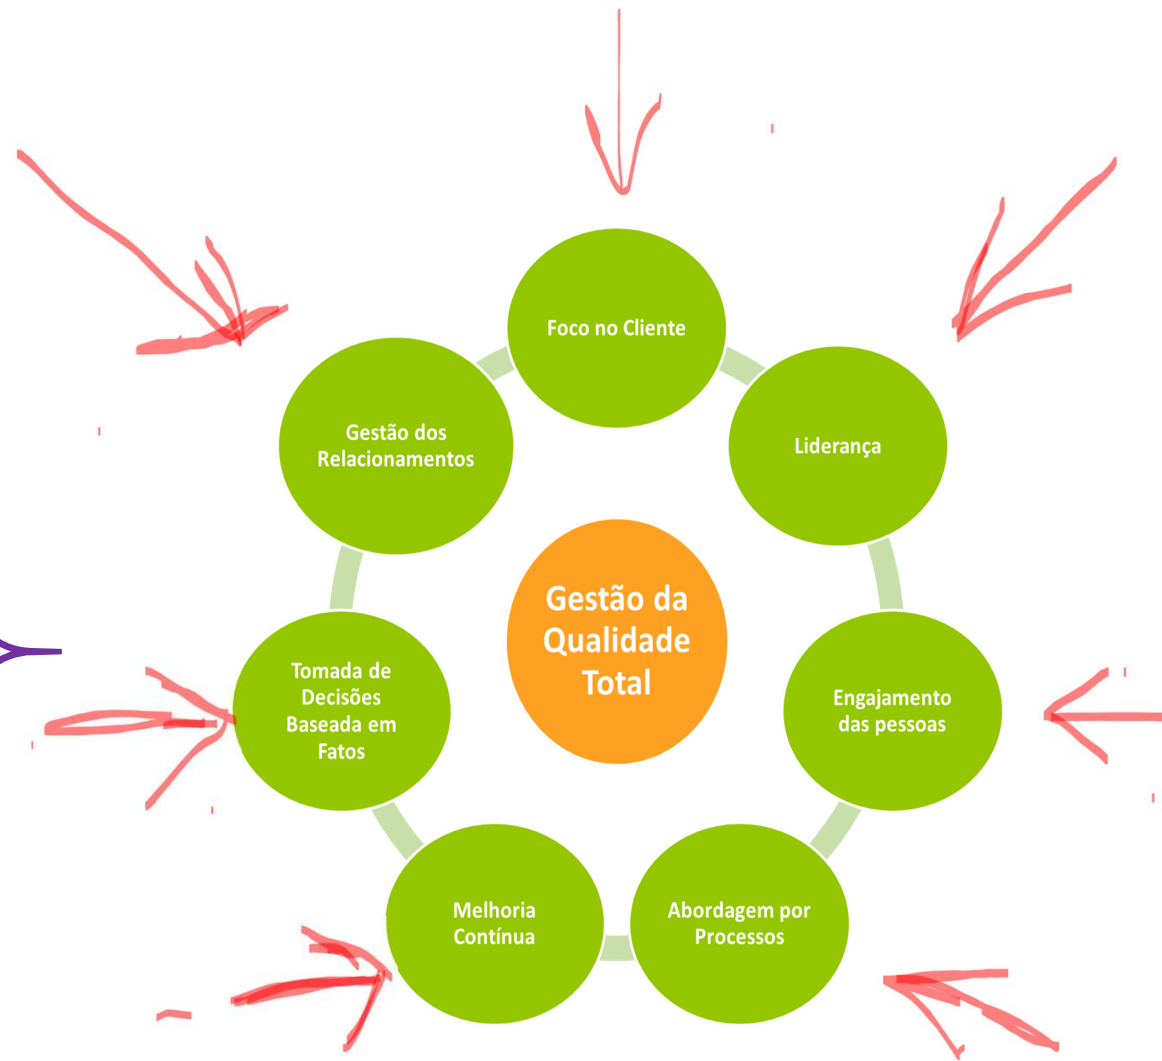 Foco no Cliente
Gestão dos
Relacionamentos
Liderança
Gestão da
Qualidade
Total
Tomada de
Decisões
Baseada em
Fatos
Engajamento
das pessoas
Melhoria
Contínua
Abordagem por
Processos